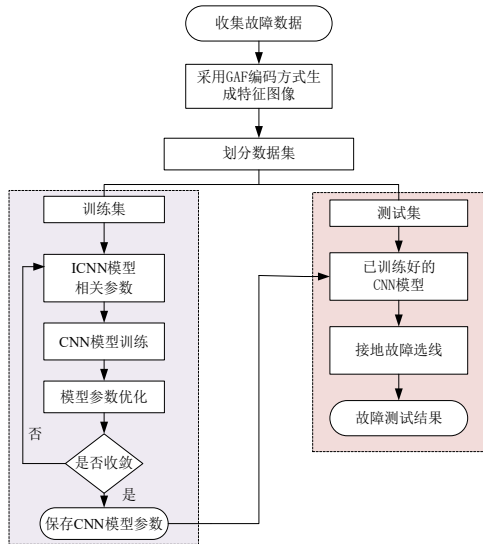 收集故障数据
采用GAF编码方式生
成特征图像
划分数据集
训练集
ICNN模型
相关参数
CNN模型训练
模型参数优化
否
是否收敛
是
保存CNN模型参数
测试集
已训练好的
CNN模型
接地故障选线
故障测试结果